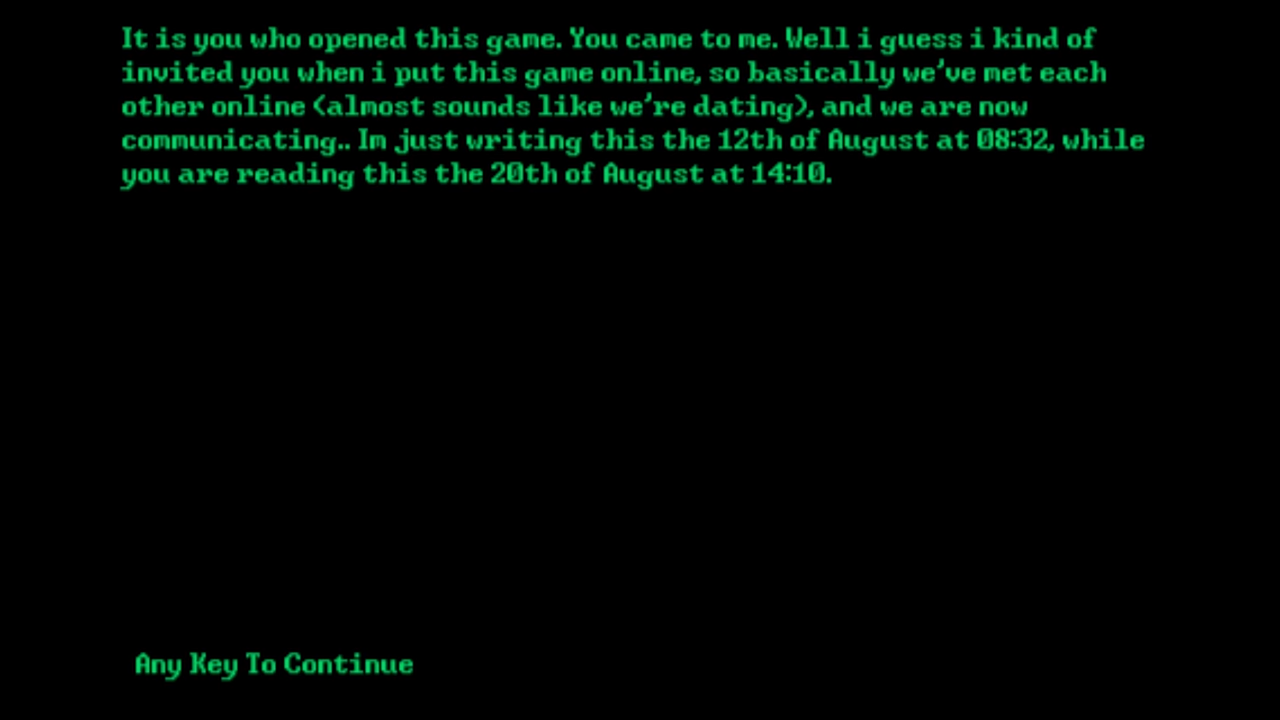 It is you who opened this game. You came to me. Well i guess i kind of
invited you when i put this game online, so basically we've met each
other online (almost sounds like we're dating), and we are now
communicating.. Im just writing this the 12th of August at 08:32, while
you are reading this the 20th of August at 14:10.
Any Key To Continue